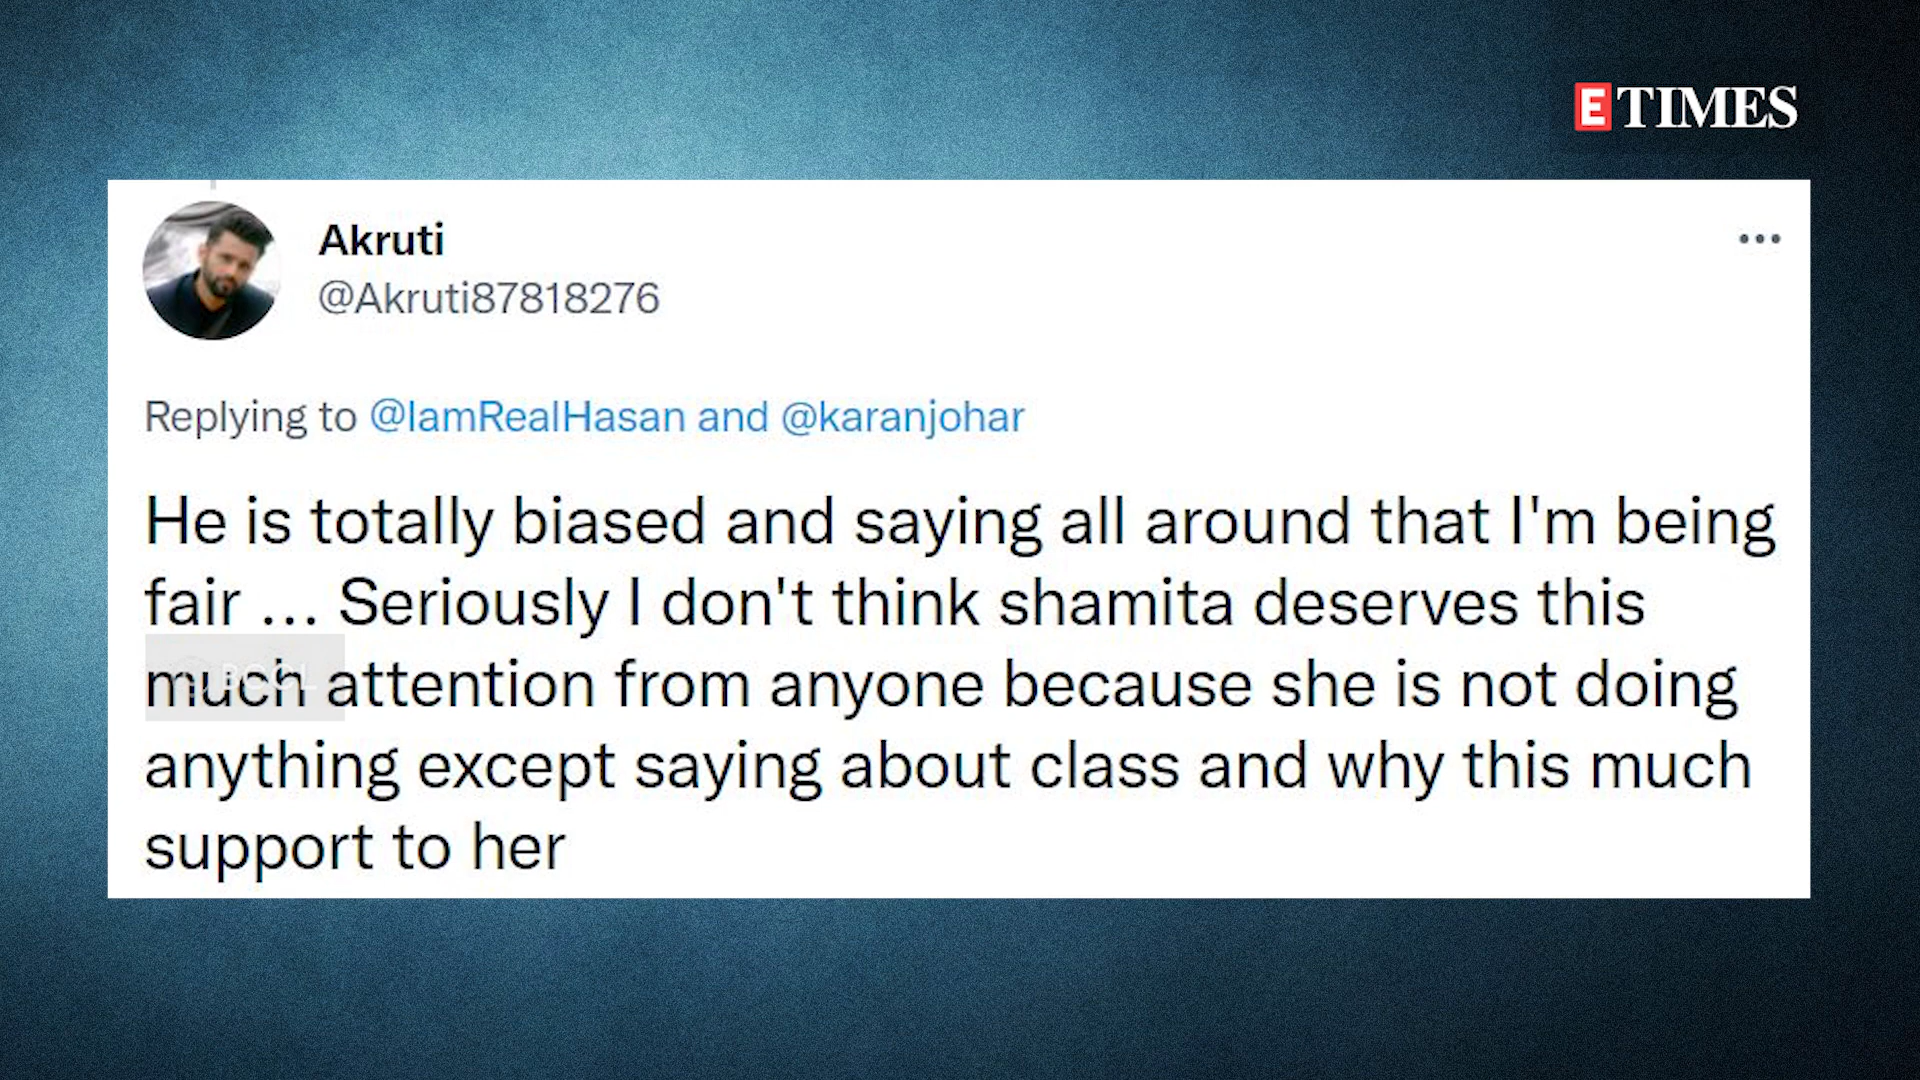 E TIMES
Akruti
@Akruti87818276
Replying to @IamRealHasan and @karanjohar
He is totally biased and saying all around that I'm being
fair ... Seriously I don't think shamita deserves this
much attention from anyone because she is not doing
anything except saying about class and why this much
support to her
BCCL